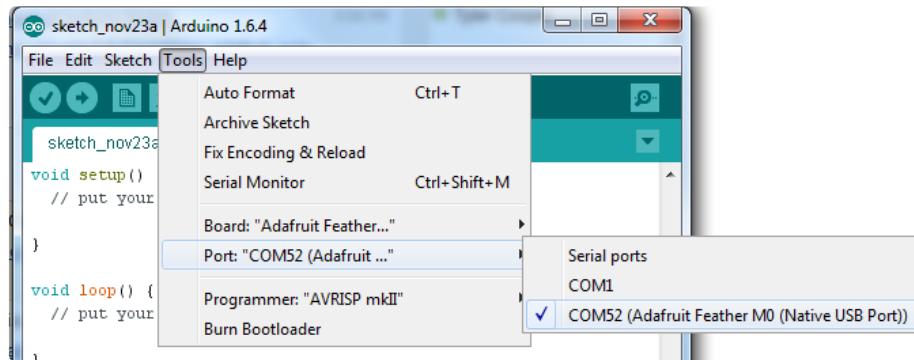 sketch_nov23a | Arduino 1.6.4
File Edit Sketch Tools Help
Auto Format Ctrl+T
Archive Sketch
sketch_nov23a
Fix Encoding & Reload
void setup()
Serial Monitor Ctrl+Shift+M
// put your
Board: "Adafruit Feather..."
}
Port: "COM52 (Adafruit ..."
Serial ports
COM1
void loop() {
Programmer: "AVRISP mkII"
COM52 (Adafruit Feather M0 (Native USB Port))
// put your
Burn Bootloader
}